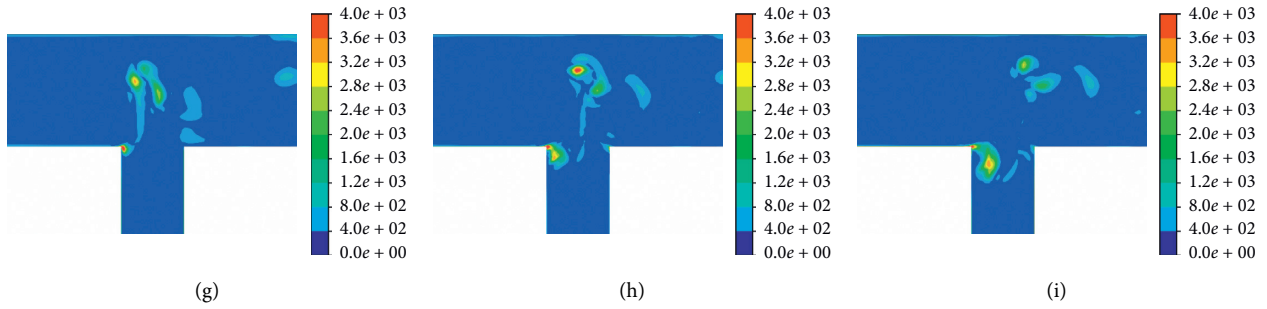 4.0e + 03
3.6e + 03
3.2e + 03
2.8e + 03
2.4e + 03
2.0e + 03
1.6e + 03
1.2e + 03
8.0e + 02
4.0e + 02
0.0e + 00
(g)
4.0e + 03
3.6e + 03
3.2e + 03
2.8e + 03
2.4e + 03
2.0e + 03
1.6e + 03
1.2e + 03
8.0e + 02
4.0e + 02
0.0e + 00
(h)
4.0e + 03
3.6e + 03
3.2e + 03
2.8e + 03
2.4e + 03
2.0e + 03
1.6e + 03
1.2e + 03
8.0e + 02
4.0e + 02
0.0e + 00
(i)